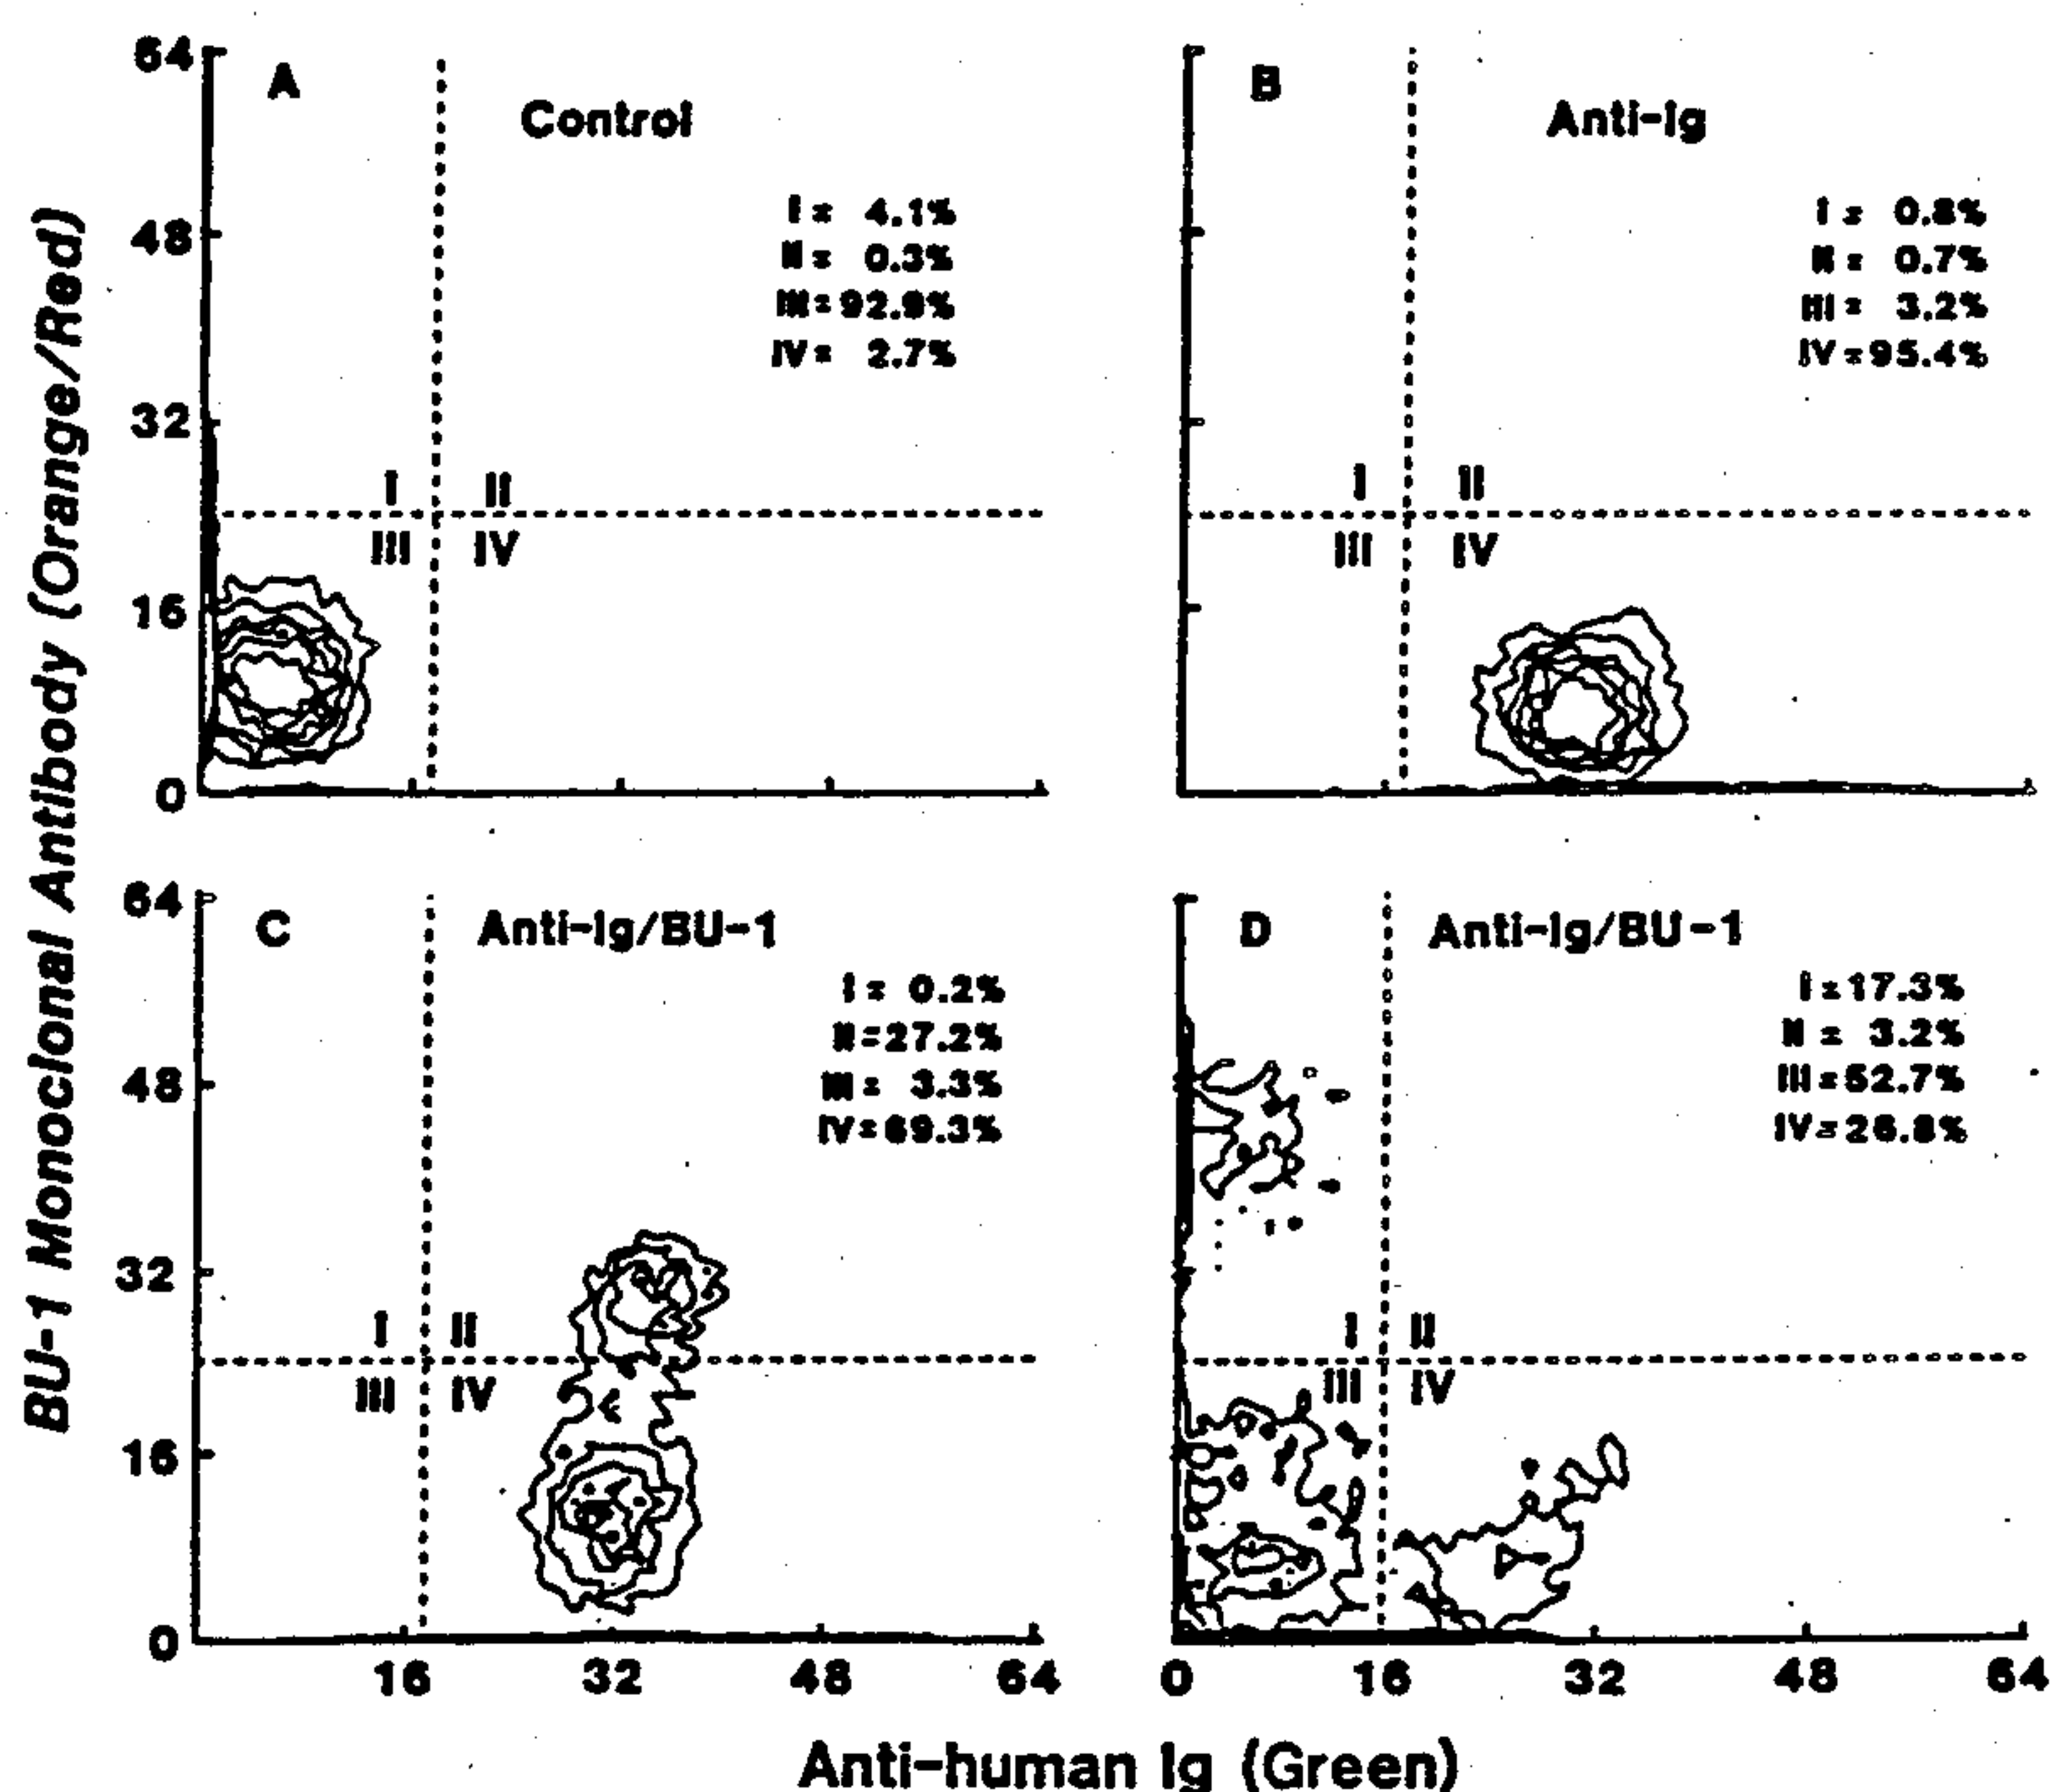 BU-1 Monoclonal Antibody (Orange/Red)
64
48
32
16
0
A
Control
I = 4.1%
II = 0.3%
III = 92.9%
IV = 2.7%
I
II
III
IV
B
Anti-Ig
I = 0.8%
II = 0.7%
III = 3.2%
IV = 95.4%
I
II
III
IV
64
48
32
16
0
C
Anti-Ig/BU-1
I = 0.2%
II = 27.2%
III = 3.3%
IV = 69.3%
I
II
III
IV
16
32
48
64
D
Anti-Ig/BU-1
I = 17.3%
II = 3.2%
III = 52.7%
IV = 26.8%
I
II
III
IV
0
16
32
48
64
Anti-human Ig (Green)